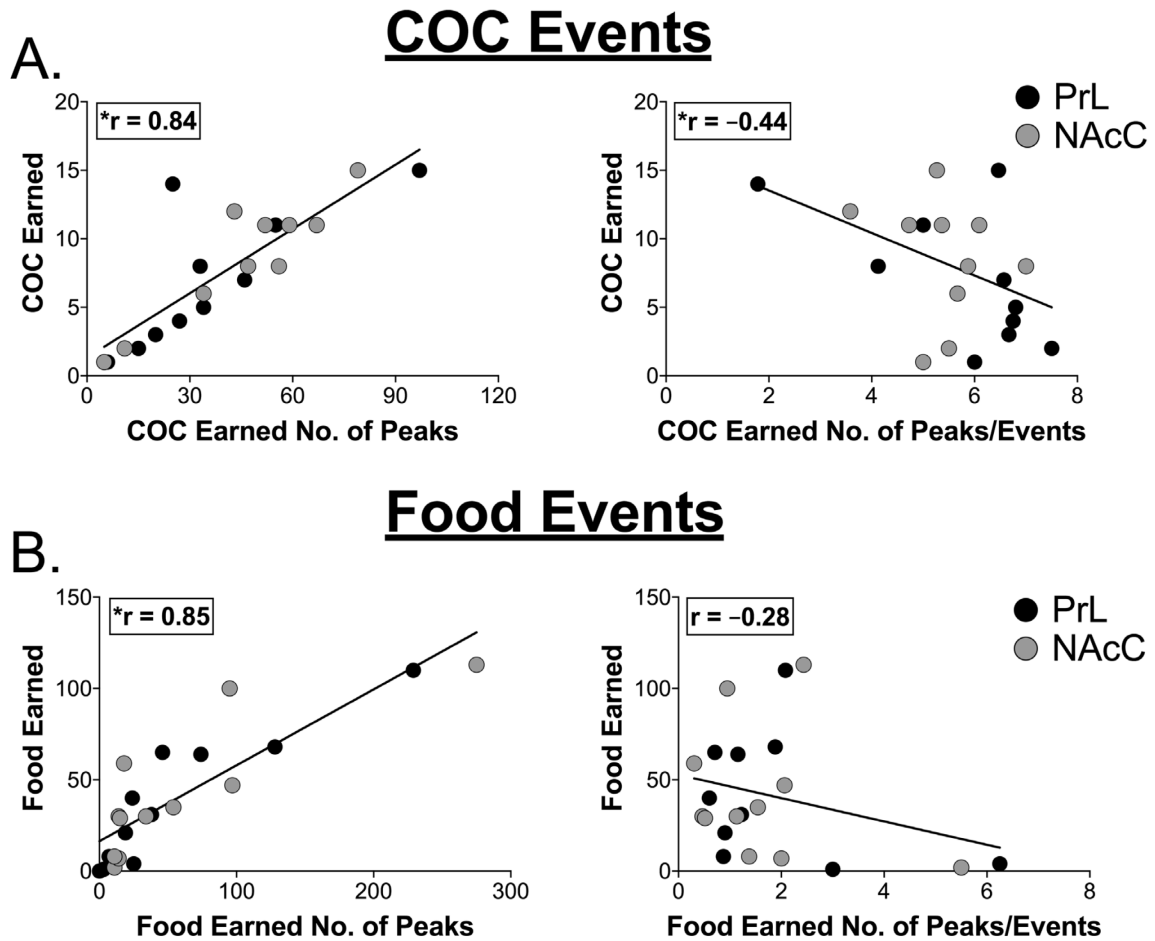 COC Events
A.
*r = 0.84
*r = −0.44
PrL
NAcC
COC Earned
20
15
10
5
0
0 30 60 90 120
COC Earned No. of Peaks
COC Earned
20
15
10
5
0
0 2 4 6 8
COC Earned No. of Peaks/Events
Food Events
B.
*r = 0.85
r = −0.28
PrL
NAcC
Food Earned
150
100
50
0
0 100 200 300
Food Earned No. of Peaks
Food Earned
150
100
50
0
0 2 4 6 8
Food Earned No. of Peaks/Events